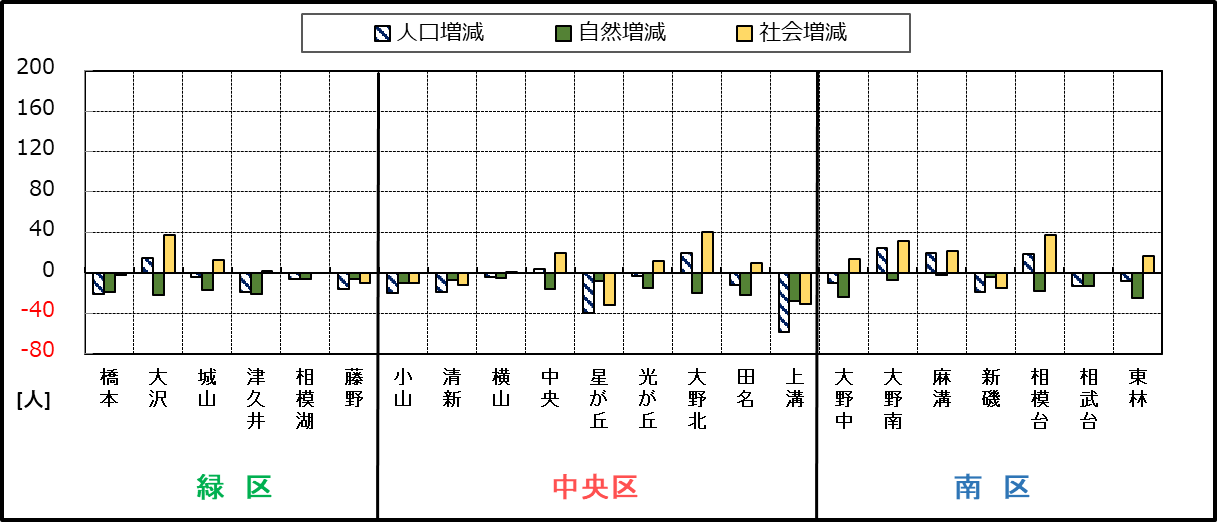 人口増減 自然増減 社会増減
200
160
120
80
40
0
-40
-80
[人]
橋本 大沢 城山 津久井 相模湖 藤野 小山 清新 横山 中央 星が丘 光が丘 大野北 田名 上溝 大野中 大野南 麻溝 新磯 相模台 相武台 東林
緑 区 中央区 南 区